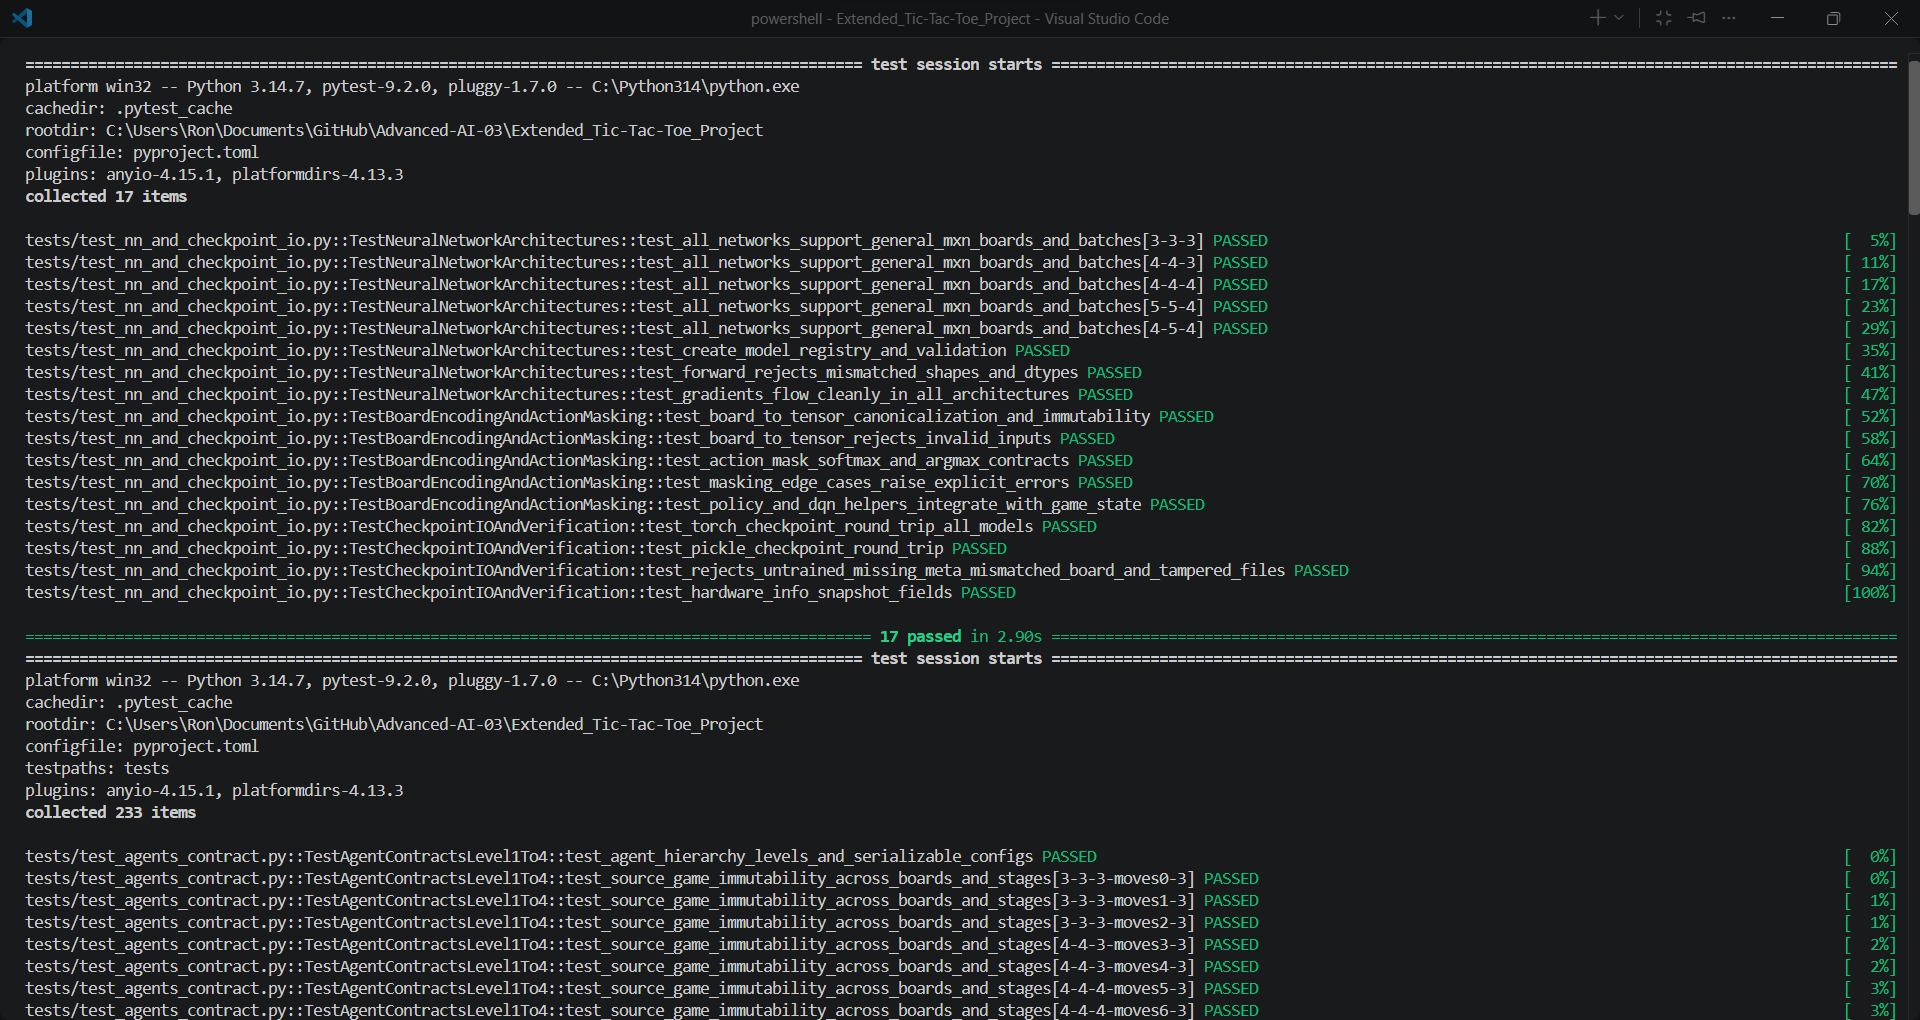 powershell - Extended_Tic-Tac-Toe_Project - Visual Studio Code
============================================================================================= test session starts ==============================================================================================
platform win32 -- Python 3.14.7, pytest-9.2.0, pluggy-1.7.0 -- C:\Python314\python.exe
cachedir: .pytest_cache
rootdir: C:\Users\Ron\Documents\GitHub\Advanced-AI-03\Extended_Tic-Tac-Toe_Project
configfile: pyproject.toml
plugins: anyio-4.15.1, platformdirs-4.13.3
collected 17 items
tests/test_nn_and_checkpoint_io.py::TestNeuralNetworkArchitectures::test_all_networks_support_general_mxn_boards_and_batches[3-3-3] PASSED [  5%]
tests/test_nn_and_checkpoint_io.py::TestNeuralNetworkArchitectures::test_all_networks_support_general_mxn_boards_and_batches[4-4-3] PASSED [ 11%]
tests/test_nn_and_checkpoint_io.py::TestNeuralNetworkArchitectures::test_all_networks_support_general_mxn_boards_and_batches[4-4-4] PASSED [ 17%]
tests/test_nn_and_checkpoint_io.py::TestNeuralNetworkArchitectures::test_all_networks_support_general_mxn_boards_and_batches[5-5-4] PASSED [ 23%]
tests/test_nn_and_checkpoint_io.py::TestNeuralNetworkArchitectures::test_all_networks_support_general_mxn_boards_and_batches[4-5-4] PASSED [ 29%]
tests/test_nn_and_checkpoint_io.py::TestNeuralNetworkArchitectures::test_create_model_registry_and_validation PASSED [ 35%]
tests/test_nn_and_checkpoint_io.py::TestNeuralNetworkArchitectures::test_forward_rejects_mismatched_shapes_and_dtypes PASSED [ 41%]
tests/test_nn_and_checkpoint_io.py::TestNeuralNetworkArchitectures::test_gradients_flow_cleanly_in_all_architectures PASSED [ 47%]
tests/test_nn_and_checkpoint_io.py::TestBoardEncodingAndActionMasking::test_board_to_tensor_canonicalization_and_immutability PASSED [ 52%]
tests/test_nn_and_checkpoint_io.py::TestBoardEncodingAndActionMasking::test_board_to_tensor_rejects_invalid_inputs PASSED [ 58%]
tests/test_nn_and_checkpoint_io.py::TestBoardEncodingAndActionMasking::test_action_mask_softmax_and_argmax_contracts PASSED [ 64%]
tests/test_nn_and_checkpoint_io.py::TestBoardEncodingAndActionMasking::test_masking_edge_cases_raise_explicit_errors PASSED [ 70%]
tests/test_nn_and_checkpoint_io.py::TestBoardEncodingAndActionMasking::test_policy_and_dqn_helpers_integrate_with_game_state PASSED [ 76%]
tests/test_nn_and_checkpoint_io.py::TestCheckpointIOAndVerification::test_torch_checkpoint_round_trip_all_models PASSED [ 82%]
tests/test_nn_and_checkpoint_io.py::TestCheckpointIOAndVerification::test_pickle_checkpoint_round_trip PASSED [ 88%]
tests/test_nn_and_checkpoint_io.py::TestCheckpointIOAndVerification::test_rejects_untrained_missing_meta_mismatched_board_and_tampered_files PASSED [ 94%]
tests/test_nn_and_checkpoint_io.py::TestCheckpointIOAndVerification::test_hardware_info_snapshot_fields PASSED [100%]
============================================================================================== 17 passed in 2.90s ==============================================================================================
============================================================================================= test session starts ==============================================================================================
platform win32 -- Python 3.14.7, pytest-9.2.0, pluggy-1.7.0 -- C:\Python314\python.exe
cachedir: .pytest_cache
rootdir: C:\Users\Ron\Documents\GitHub\Advanced-AI-03\Extended_Tic-Tac-Toe_Project
configfile: pyproject.toml
testpaths: tests
plugins: anyio-4.15.1, platformdirs-4.13.3
collected 233 items
tests/test_agents_contract.py::TestAgentContractsLevel1To4::test_agent_hierarchy_levels_and_serializable_configs PASSED [  0%]
tests/test_agents_contract.py::TestAgentContractsLevel1To4::test_source_game_immutability_across_boards_and_stages[3-3-3-moves0-3] PASSED [  0%]
tests/test_agents_contract.py::TestAgentContractsLevel1To4::test_source_game_immutability_across_boards_and_stages[3-3-3-moves1-3] PASSED [  1%]
tests/test_agents_contract.py::TestAgentContractsLevel1To4::test_source_game_immutability_across_boards_and_stages[3-3-3-moves2-3] PASSED [  1%]
tests/test_agents_contract.py::TestAgentContractsLevel1To4::test_source_game_immutability_across_boards_and_stages[4-4-3-moves3-3] PASSED [  2%]
tests/test_agents_contract.py::TestAgentContractsLevel1To4::test_source_game_immutability_across_boards_and_stages[4-4-3-moves4-3] PASSED [  2%]
tests/test_agents_contract.py::TestAgentContractsLevel1To4::test_source_game_immutability_across_boards_and_stages[4-4-4-moves5-3] PASSED [  3%]
tests/test_agents_contract.py::TestAgentContractsLevel1To4::test_source_game_immutability_across_boards_and_stages[4-4-4-moves6-3] PASSED [  3%]